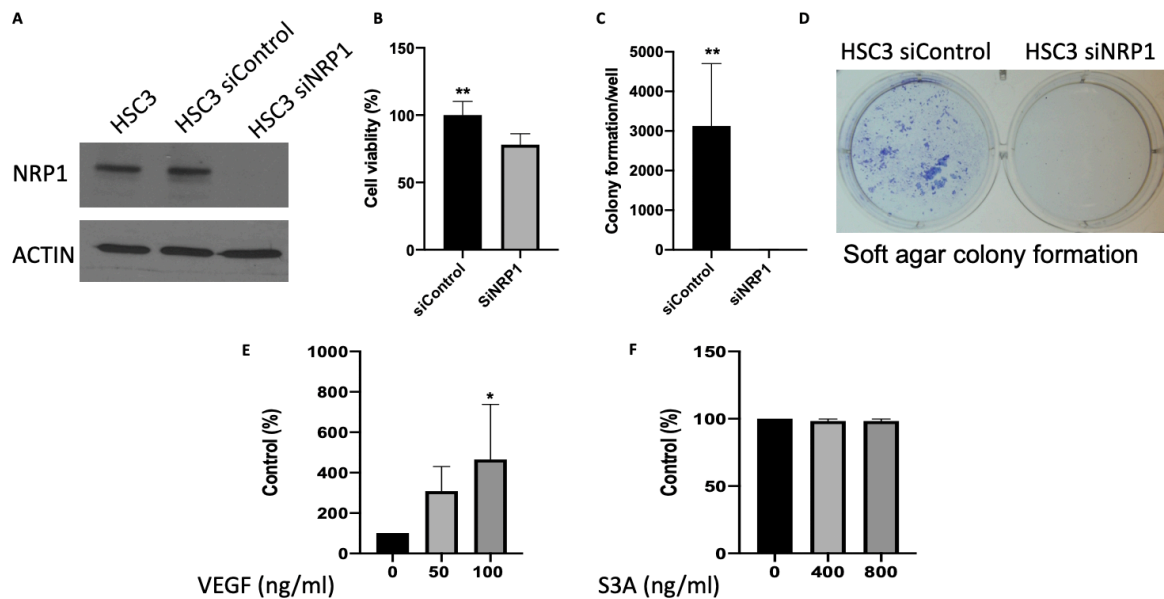 A
HSC3
HSC3 siControl
HSC3 siNRP1
NRP1
ACTIN
B
Cell viablity (%)
150
100
50
0
**
siControl
SiNRP1
C
Colony formation/well
5000
4000
3000
2000
1000
0
**
siControl
siNRP1
D
HSC3 siControl
HSC3 siNRP1
Soft agar colony formation
E
Control (%)
1000
800
600
400
200
0
*
0 50 100
VEGF (ng/ml)
F
Control (%)
150
100
50
0
0 400 800
S3A (ng/ml)